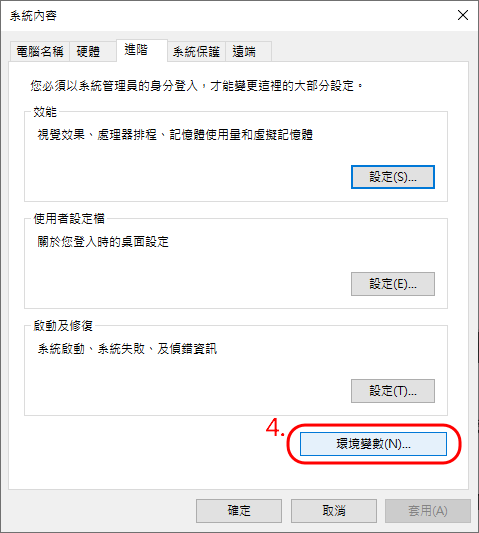 系統內容
電腦名稱 硬體 進階 系統保護 遠端
您必須以系統管理員的身分登入，才能變更這裡的大部分設定。
效能
視覺效果、處理器排程、記憶體使用量和虛擬記憶體
設定(S)...
使用者設定檔
關於您登入時的桌面設定
設定(E)...
啟動及修復
系統啟動、系統失敗、及偵錯資訊
設定(T)...
4.
環境變數(N)...
確定 取消 套用(A)